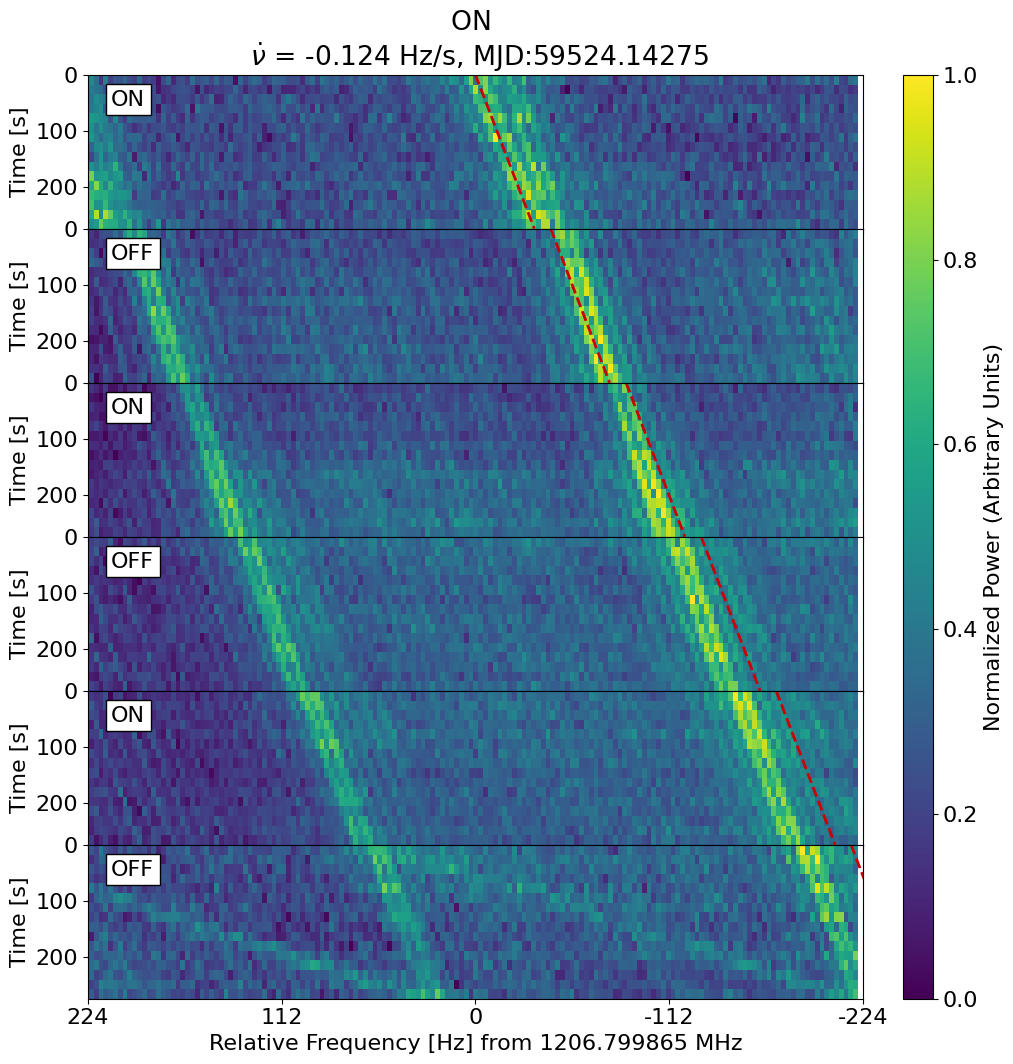 ON
ν̇ = -0.124 Hz/s, MJD:59524.14275
0
ON
100
Time [s]
200
0
OFF
100
Time [s]
200
0
ON
100
Time [s]
200
0
OFF
100
Time [s]
200
0
ON
100
Time [s]
200
0
OFF
100
Time [s]
200
224 112 0 -112 -224
Relative Frequency [Hz] from 1206.799865 MHz
1.0
0.8
0.6
0.4
0.2
0.0
Normalized Power (Arbitrary Units)